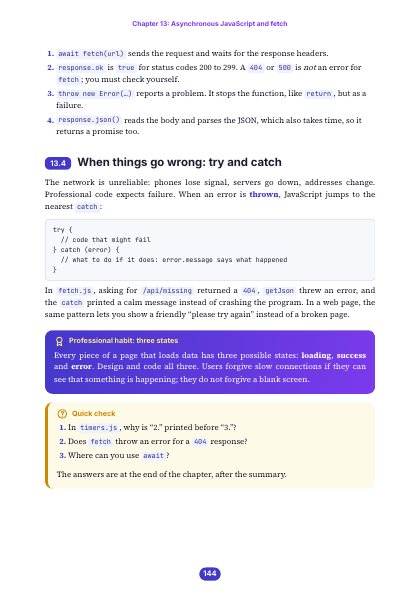 Chapter 13: Asynchronous JavaScript and fetch
1. await fetch(url) sends the request and waits for the response headers.
2. response.ok is true for status codes 200 to 299. A 404 or 500 is not an error for
fetch; you must check yourself.
3. throw new Error(…) reports a problem. It stops the function, like return, but as a
failure.
4. response.json() reads the body and parses the JSON, which also takes time, so it
returns a promise too.
13.4 When things go wrong: try and catch
The network is unreliable: phones lose signal, servers go down, addresses change.
Professional code expects failure. When an error is thrown, JavaScript jumps to the
nearest catch:
try {
  // code that might fail
} catch (error) {
  // what to do if it does: error.message says what happened
}
In fetch.js, asking for /api/missing returned a 404, getJson threw an error, and
the catch printed a calm message instead of crashing the program. In a web page, the
same pattern lets you show a friendly “please try again” instead of a broken page.
Professional habit: three states
Every piece of a page that loads data has three possible states: loading, success
and error. Design and code all three. Users forgive slow connections if they can
see that something is happening; they do not forgive a blank screen.
Quick check
1. In timers.js, why is “2.” printed before “3.”?
2. Does fetch throw an error for a 404 response?
3. Where can you use await?
The answers are at the end of the chapter, after the summary.
144